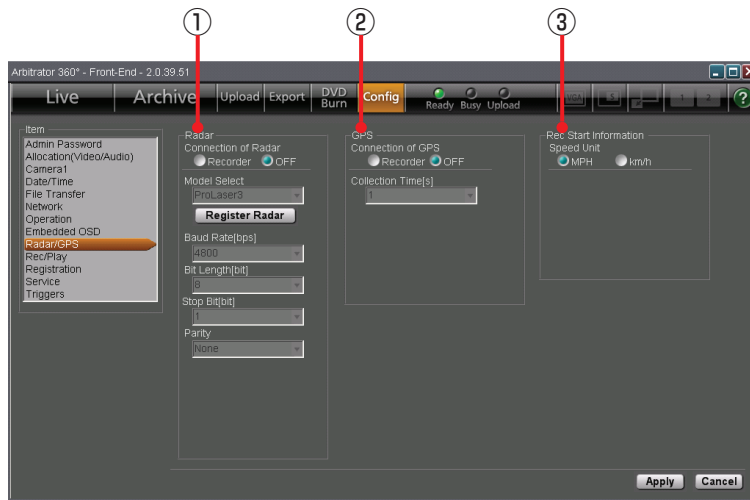 ① ② ③
Arbitrator 360° - Front-End - 2.0.39.51
Live Archive Upload Export DVD Burn Config Ready Busy Upload 1 2 ?
Item
Admin Password
Allocation(Video/Audio)
Camera1
Date/Time
File Transfer
Network
Operation
Embedded OSD
Radar/GPS
Rec/Play
Registration
Service
Triggers
Radar
Connection of Radar
Recorder OFF
Model Select
ProLaser3
Register Radar
Baud Rate[bps]
4800
Bit Length[bit]
8
Stop Bit[bit]
1
Parity
None
GPS
Connection of GPS
Recorder OFF
Collection Time[s]
1
Rec Start Information
Speed Unit
MPH km/h
Apply Cancel